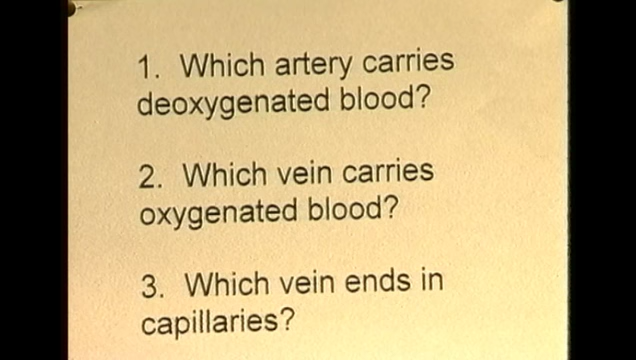 1. Which artery carries
deoxygenated blood?
2. Which vein carries
oxygenated blood?
3. Which vein ends in
capillaries?